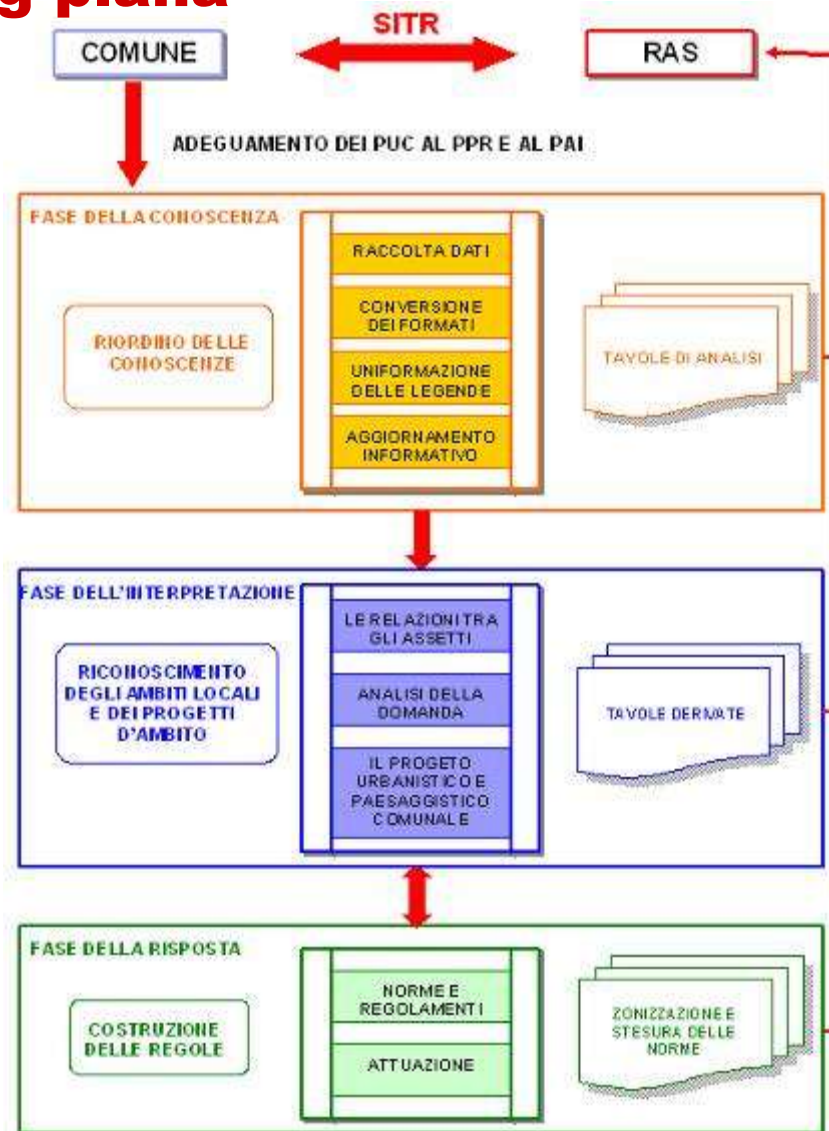 g plana
SITR
COMUNE
RAS
ADEGUAMENTO DEI PUC AL PPR E AL PAI
FASE DELLA CONOSCENZA
RIORDINO DELLE
CONOSCENZE
RACCOLTA DATI
CONVERSIONE
DEI FORMATI
UNIFORMAZIONE
DELLE LEGENDE
AGGIORNAMENTO
INFORMATIVO
TAVOLE DI ANALISI
FASE DELL'INTERPRETAZIONE
RICONOSCIMENTO
DEGLI AMBITI LOCALI
E DEI PROGETTI
D'AMBITO
LE RELAZIONI TRA
GLI ASSETTI
ANALISI DELLA
DOMANDA
IL PROGETO
URBANISTICO E
PAESAGGISTICO
COMUNALE
TAVOLE DERIVATE
FASE DELLA RISPOSTA
COSTRUZIONE
DELLE REGOLE
NORME E
REGOLAMENTI
ATTUAZIONE
ZONIZZAZIONE E
STESURA DELLE
NORME